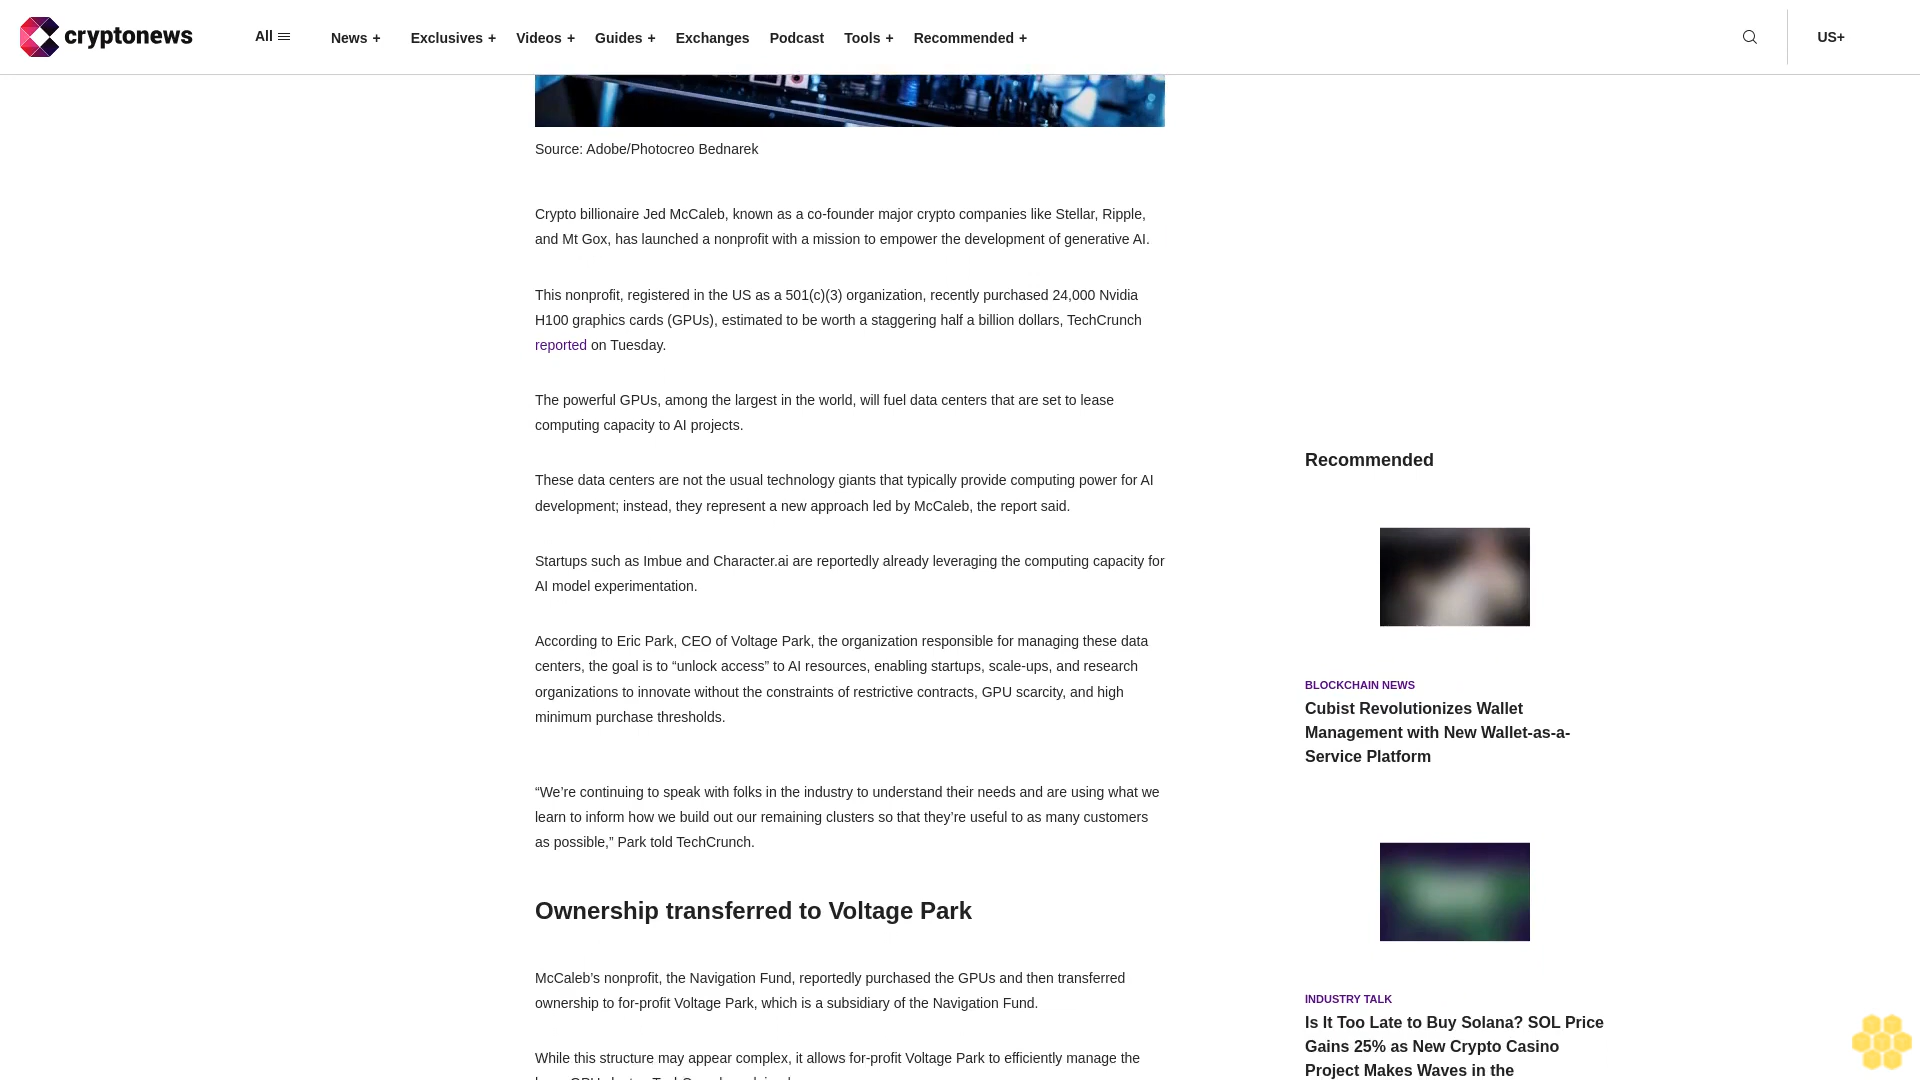 cryptonews
All
News +
Exclusives +
Videos +
Guides +
Exchanges
Podcast
Tools +
Recommended +
US+
Source: Adobe/Photocreo Bednarek
Crypto billionaire Jed McCaleb, known as a co-founder major crypto companies like Stellar, Ripple,
and Mt Gox, has launched a nonprofit with a mission to empower the development of generative AI.
This nonprofit, registered in the US as a 501(c)(3) organization, recently purchased 24,000 Nvidia
H100 graphics cards (GPUs), estimated to be worth a staggering half a billion dollars, TechCrunch
reported on Tuesday.
The powerful GPUs, among the largest in the world, will fuel data centers that are set to lease
computing capacity to AI projects.
These data centers are not the usual technology giants that typically provide computing power for AI
development; instead, they represent a new approach led by McCaleb, the report said.
Startups such as Imbue and Character.ai are reportedly already leveraging the computing capacity for
AI model experimentation.
According to Eric Park, CEO of Voltage Park, the organization responsible for managing these data
centers, the goal is to “unlock access” to AI resources, enabling startups, scale-ups, and research
organizations to innovate without the constraints of restrictive contracts, GPU scarcity, and high
minimum purchase thresholds.
“We’re continuing to speak with folks in the industry to understand their needs and are using what we
learn to inform how we build out our remaining clusters so that they’re useful to as many customers
as possible,” Park told TechCrunch.
Ownership transferred to Voltage Park
McCaleb’s nonprofit, the Navigation Fund, reportedly purchased the GPUs and then transferred
ownership to for-profit Voltage Park, which is a subsidiary of the Navigation Fund.
While this structure may appear complex, it allows for-profit Voltage Park to efficiently manage the
Recommended
BLOCKCHAIN NEWS
Cubist Revolutionizes Wallet
Management with New Wallet-as-a-
Service Platform
INDUSTRY TALK
Is It Too Late to Buy Solana? SOL Price
Gains 25% as New Crypto Casino
Project Makes Waves in the